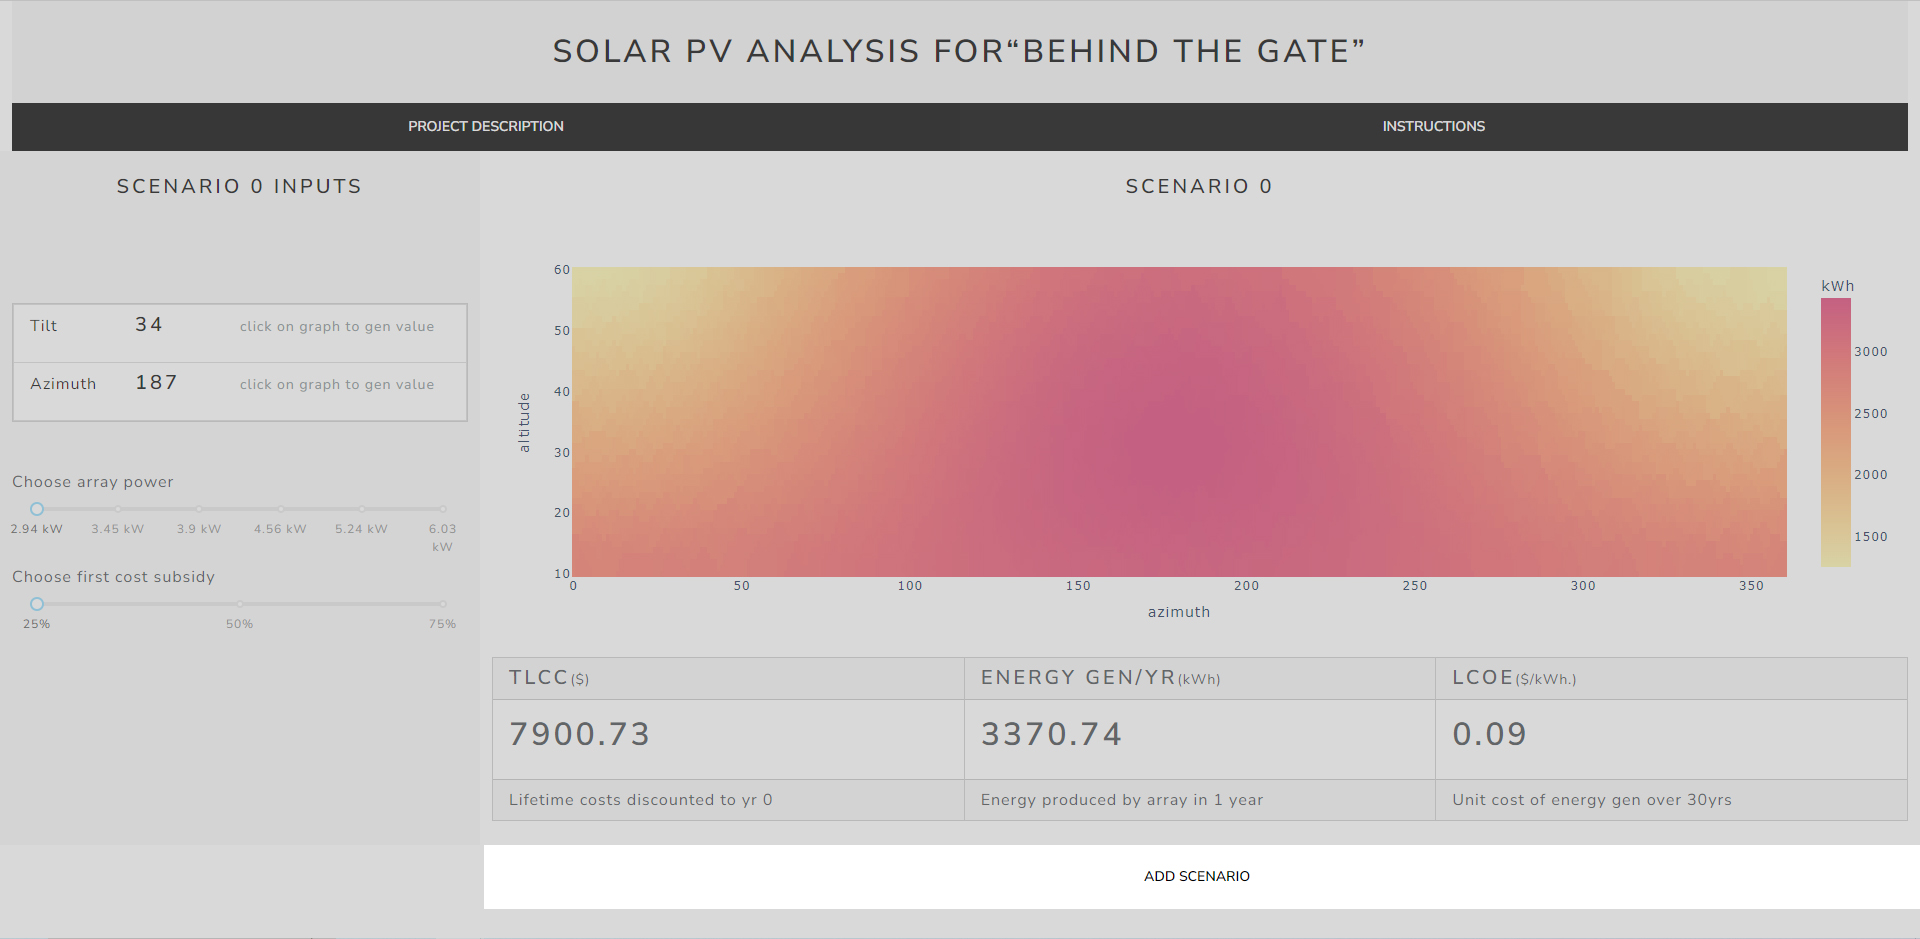 SOLAR PV ANALYSIS FOR“BEHIND THE GATE”
PROJECT DESCRIPTION
INSTRUCTIONS
SCENARIO 0 INPUTS
Tilt 34 click on graph to gen value
Azimuth 187 click on graph to gen value
Choose array power
2.94 kW 3.45 kW 3.9 kW 4.56 kW 5.24 kW 6.03
kW
Choose first cost subsidy
25% 50% 75%
SCENARIO 0
60
50
40
30
20
10
altitude
0 50 100 150 200 250 300 350
azimuth
kWh
3000
2500
2000
1500
TLCC($) ENERGY GEN/YR(kWh) LCOE($/kWh.)
7900.73 3370.74 0.09
Lifetime costs discounted to yr 0 Energy produced by array in 1 year Unit cost of energy gen over 30yrs
ADD SCENARIO